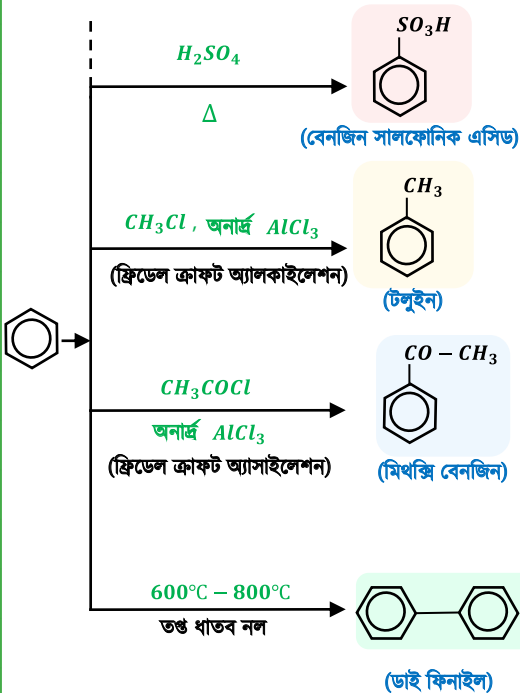 SO₃H
H₂SO₄
Δ
(বেনজিন সালফোনিক এসিড)
CH₃
CH₃Cl , অনার্দ্র AlCl₃
(ফ্রিডেল ক্রাফট অ্যালকাইলেশন)
(টলুইন)
CO − CH₃
CH₃COCl
অনার্দ্র AlCl₃
(ফ্রিডেল ক্রাফট অ্যাসাইলেশন)
(মিথক্সি বেনজিন)
600℃ − 800℃
তপ্ত ধাতব নল
(ডাই ফিনাইল)